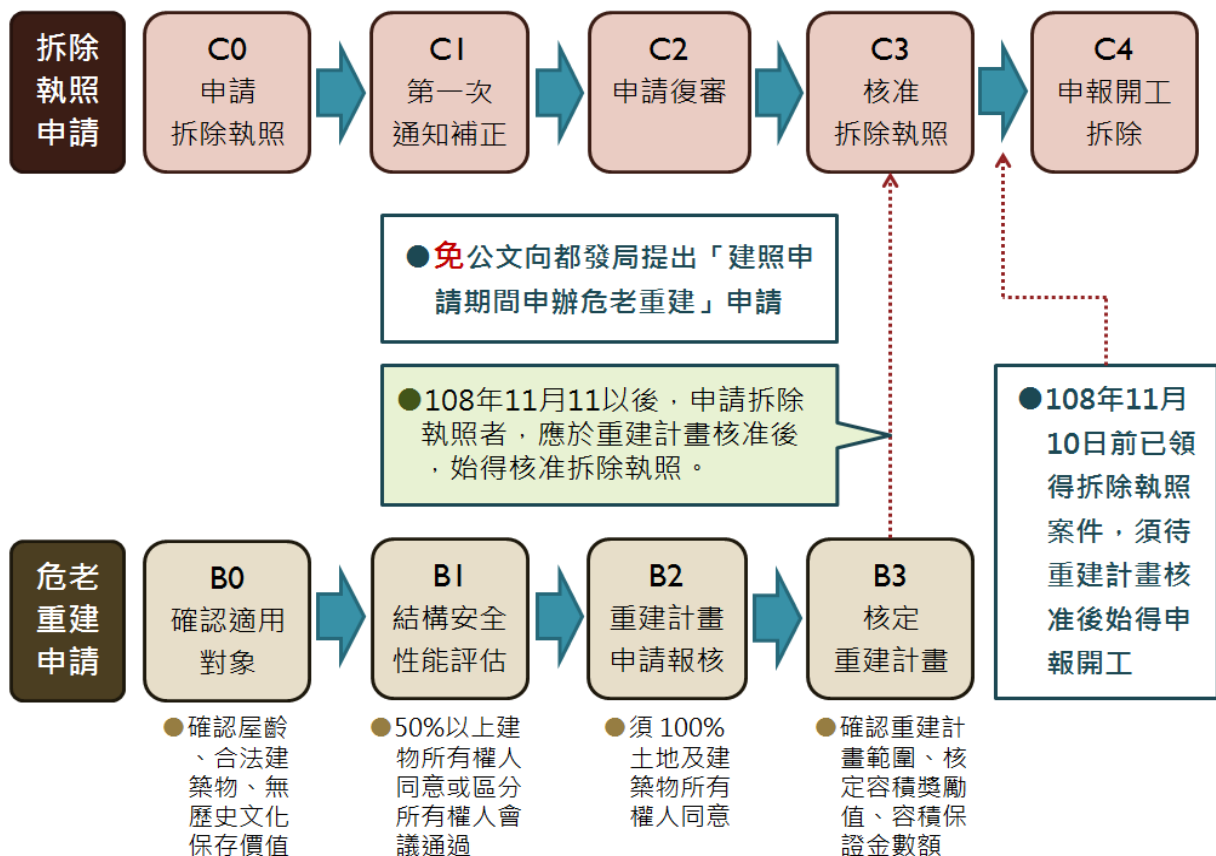 拆除
執照
申請
C0
申請
拆除執照
C1
第一次
通知補正
C2
申請復審
C3
核准
拆除執照
C4
申報開工
拆除
●免公文向都發局提出「建照申
請期間申辦危老重建」申請
●108年11月11以後，申請拆除
執照者，應於重建計畫核准後
，始得核准拆除執照。
●108年11月
10日前已領
得拆除執照
案件，須待
重建計畫核
准後始得申
報開工
危老
重建
申請
B0
確認適用
對象
B1
結構安全
性能評估
B2
重建計畫
申請報核
B3
核定
重建計畫
●確認屋齡
、合法建
築物、無
歷史文化
保存價值
●50%以上建
物所有權人
同意或區分
所有權人會
議通過
●須 100%
土地及建
築物所有
權人同意
●確認重建計
畫範圍、核
定容積獎勵
值、容積保
證金數額